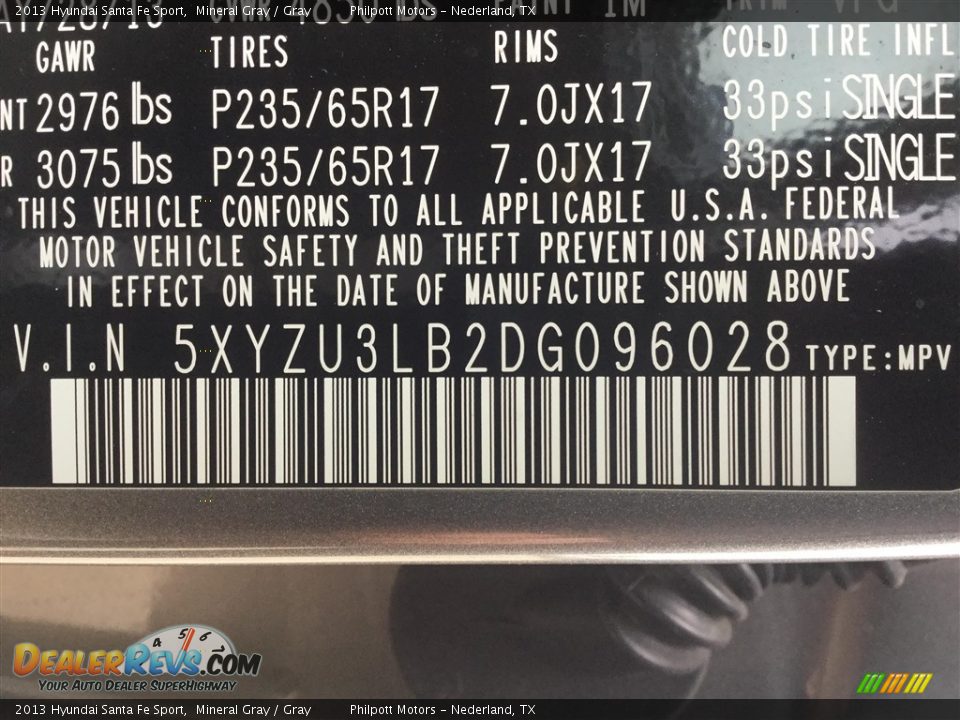 2013 Hyundai Santa Fe Sport, Mineral Gray / Gray Philpott Motors - Nederland, TX
GAWR TIRES RIMS COLD TIRE INFL
NT 2976 lbs P235/65R17 7.0JX17 33psi SINGLE
R 3075 lbs P235/65R17 7.0JX17 33psi SINGLE
THIS VEHICLE CONFORMS TO ALL APPLICABLE U.S.A. FEDERAL
MOTOR VEHICLE SAFETY AND THEFT PREVENTION STANDARDS
IN EFFECT ON THE DATE OF MANUFACTURE SHOWN ABOVE
V.I.N 5XYZU3LB2DG096028 TYPE:MPV
4 5 6
DEALERREVS.COM
YOUR AUTO DEALER SUPERHIGHWAY
2013 Hyundai Santa Fe Sport, Mineral Gray / Gray Philpott Motors - Nederland, TX